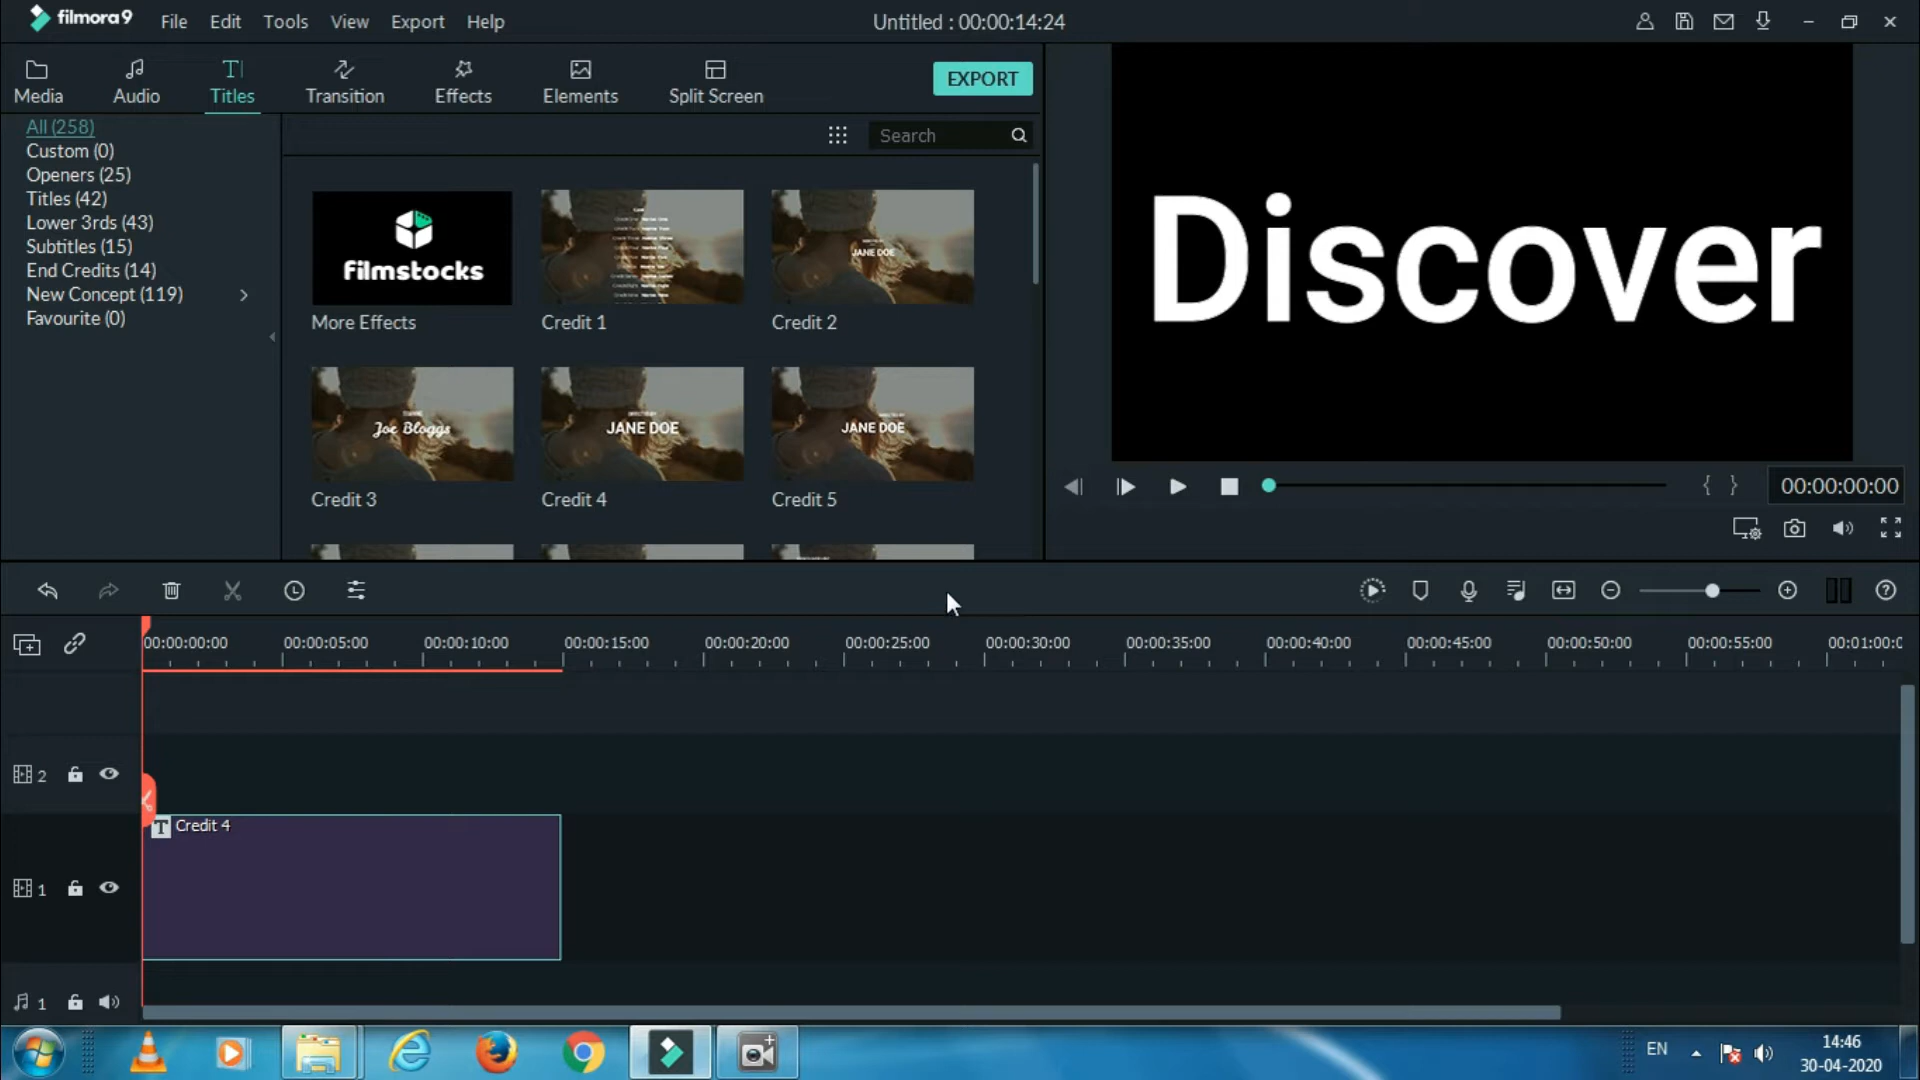 filmora9 File Edit Tools View Export Help Untitled : 00:00:14:24
Media Audio Titles Transition Effects Elements Split Screen EXPORT
All (258)
Custom (0)
Openers (25)
Titles (42)
Lower 3rds (43)
Subtitles (15)
End Credits (14)
New Concept (119)
Favourite (0)
Search
filmstocks
JANE DOE
More Effects Credit 1 Credit 2
Joe Bloggs
JANE DOE
JANE DOE
Credit 3 Credit 4 Credit 5
Discover
{ } 00:00:00:00
00:00:00:00 00:00:05:00 00:00:10:00 00:00:15:00 00:00:20:00 00:00:25:00 00:00:30:00 00:00:35:00 00:00:40:00 00:00:45:00 00:00:50:00 00:00:55:00 00:01:00:0
2
T Credit 4
1
1
EN 14:46
30-04-2020